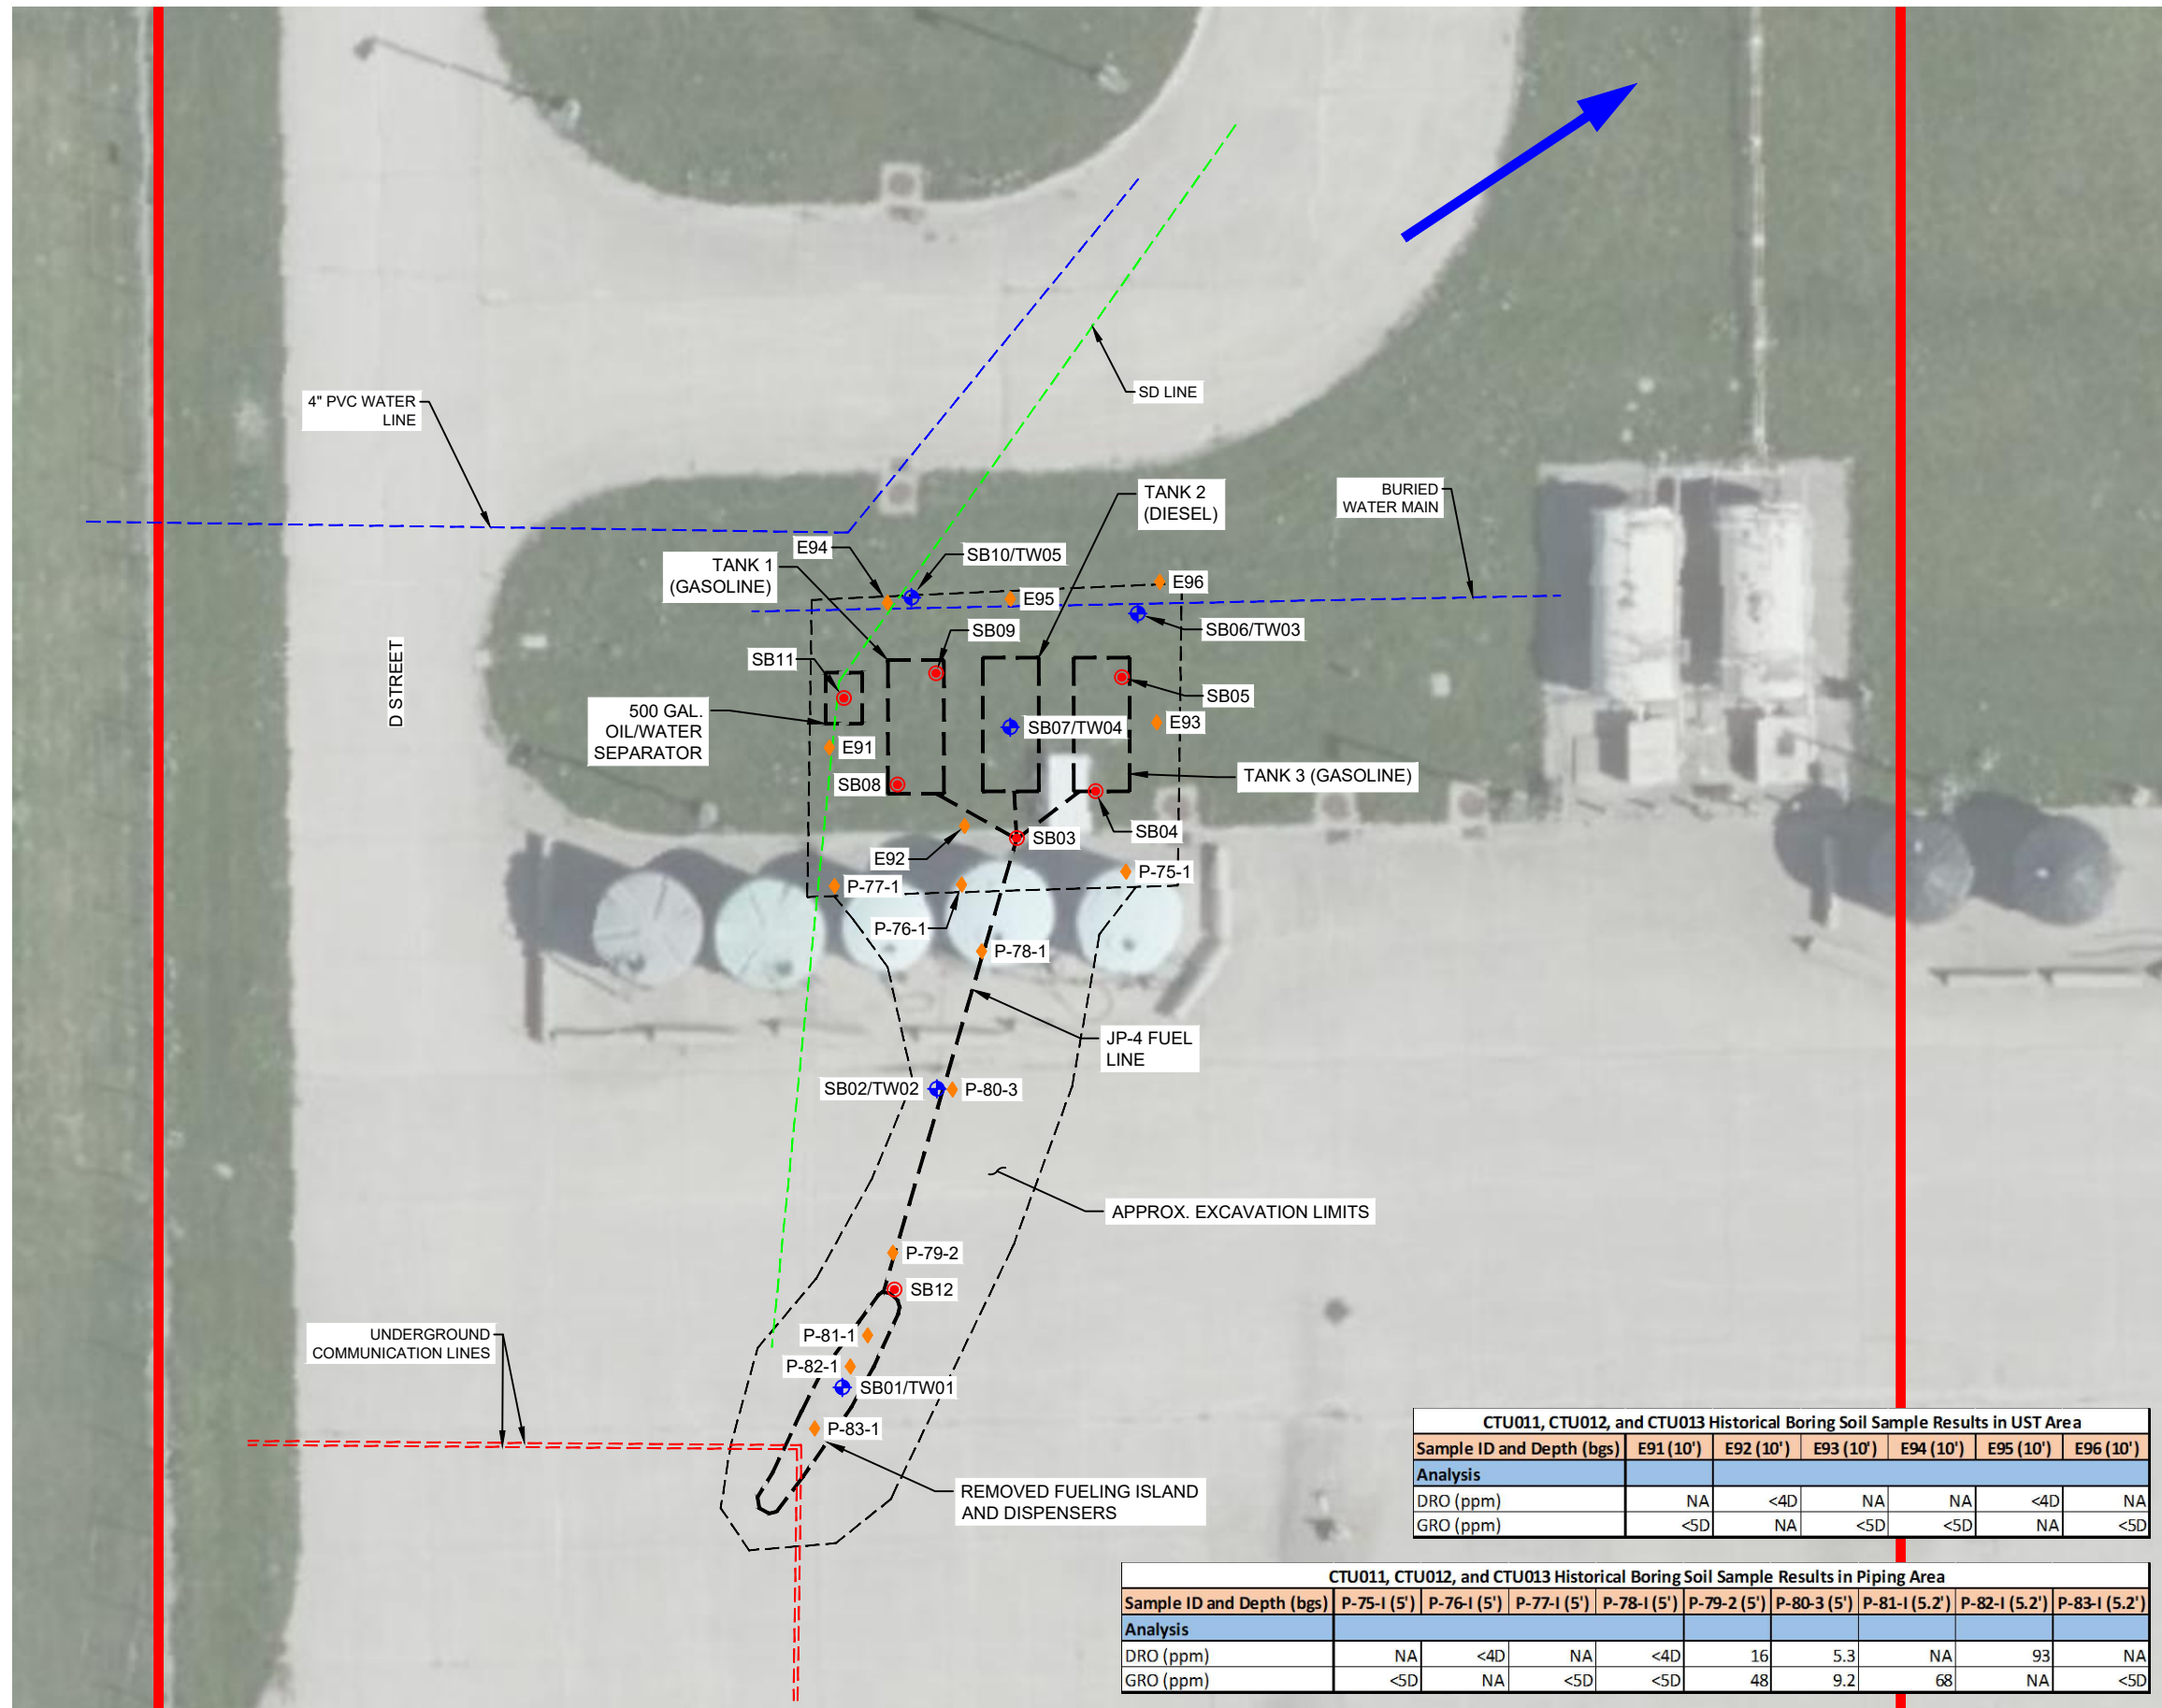 4" PVC WATER
LINE
SD LINE
TANK 2
(DIESEL)
BURIED
WATER MAIN
E94
SB10/TW05
TANK 1
(GASOLINE)
E96
E95
SB06/TW03
SB09
SB11
D STREET
SB05
500 GAL.
OIL/WATER
SEPARATOR
E93
SB07/TW04
E91
TANK 3 (GASOLINE)
SB08
SB04
SB03
E92
P-75-1
P-77-1
P-76-1
P-78-1
JP-4 FUEL
LINE
SB02/TW02
P-80-3
APPROX. EXCAVATION LIMITS
P-79-2
SB12
UNDERGROUND
COMMUNICATION LINES
P-81-1
P-82-1
SB01/TW01
P-83-1
REMOVED FUELING ISLAND
AND DISPENSERS
CTU011, CTU012, and CTU013 Historical Boring Soil Sample Results in UST Area
Sample ID and Depth (bgs) E91 (10') E92 (10') E93 (10') E94 (10') E95 (10') E96 (10')
Analysis
DRO (ppm) NA <4D NA NA <4D NA
GRO (ppm) <5D NA <5D <5D NA <5D
CTU011, CTU012, and CTU013 Historical Boring Soil Sample Results in Piping Area
Sample ID and Depth (bgs) P-75-I (5') P-76-I (5') P-77-I (5') P-78-I (5') P-79-2 (5') P-80-3 (5') P-81-I (5.2') P-82-I (5.2') P-83-I (5.2')
Analysis
DRO (ppm) NA <4D NA <4D 16 5.3 NA 93 NA
GRO (ppm) <5D NA <5D <5D 48 9.2 68 NA <5D